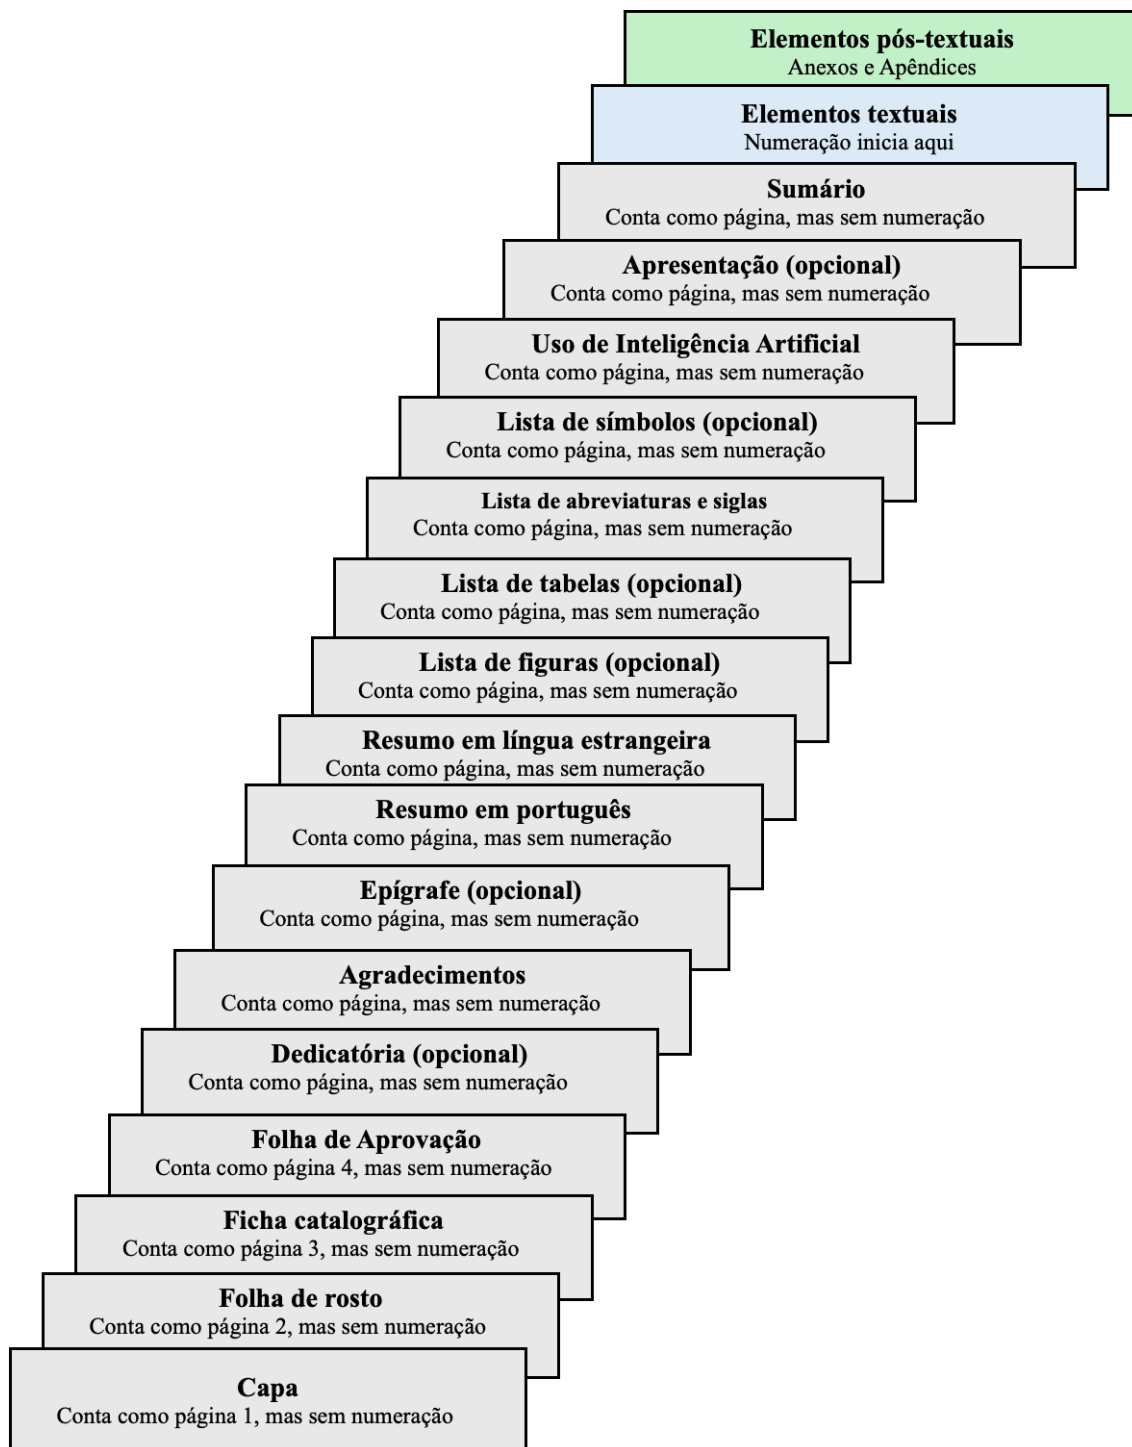 Elementos pós-textuais
Anexos e Apêndices
Elementos textuais
Numeração inicia aqui
Sumário
Conta como página, mas sem numeração
Apresentação (opcional)
Conta como página, mas sem numeração
Uso de Inteligência Artificial
Conta como página, mas sem numeração
Lista de símbolos (opcional)
Conta como página, mas sem numeração
Lista de abreviaturas e siglas
Conta como página, mas sem numeração
Lista de tabelas (opcional)
Conta como página, mas sem numeração
Lista de figuras (opcional)
Conta como página, mas sem numeração
Resumo em língua estrangeira
Conta como página, mas sem numeração
Resumo em português
Conta como página, mas sem numeração
Epígrafe (opcional)
Conta como página, mas sem numeração
Agradecimentos
Conta como página, mas sem numeração
Dedicatória (opcional)
Conta como página, mas sem numeração
Folha de Aprovação
Conta como página 4, mas sem numeração
Ficha catalográfica
Conta como página 3, mas sem numeração
Folha de rosto
Conta como página 2, mas sem numeração
Capa
Conta como página 1, mas sem numeração